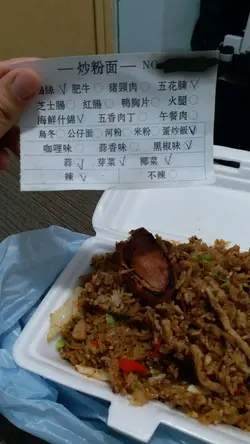 — 炒粉面 — NO
絲✓ 肥牛○ 豬頸肉○ 五花腩✓
芝士腸○ 紅腸○ 鴨胸片○ 火腿○
海鮮什錦✓ 五香肉丁○ 午餐肉○
烏冬○ 公仔面○ 河粉○ 米粉○ 蛋炒飯✓
咖哩味○ 蒜香味○ 黑椒味✓
蒜✓ 芽菜✓ 椰菜✓
辣✓ 不辣○